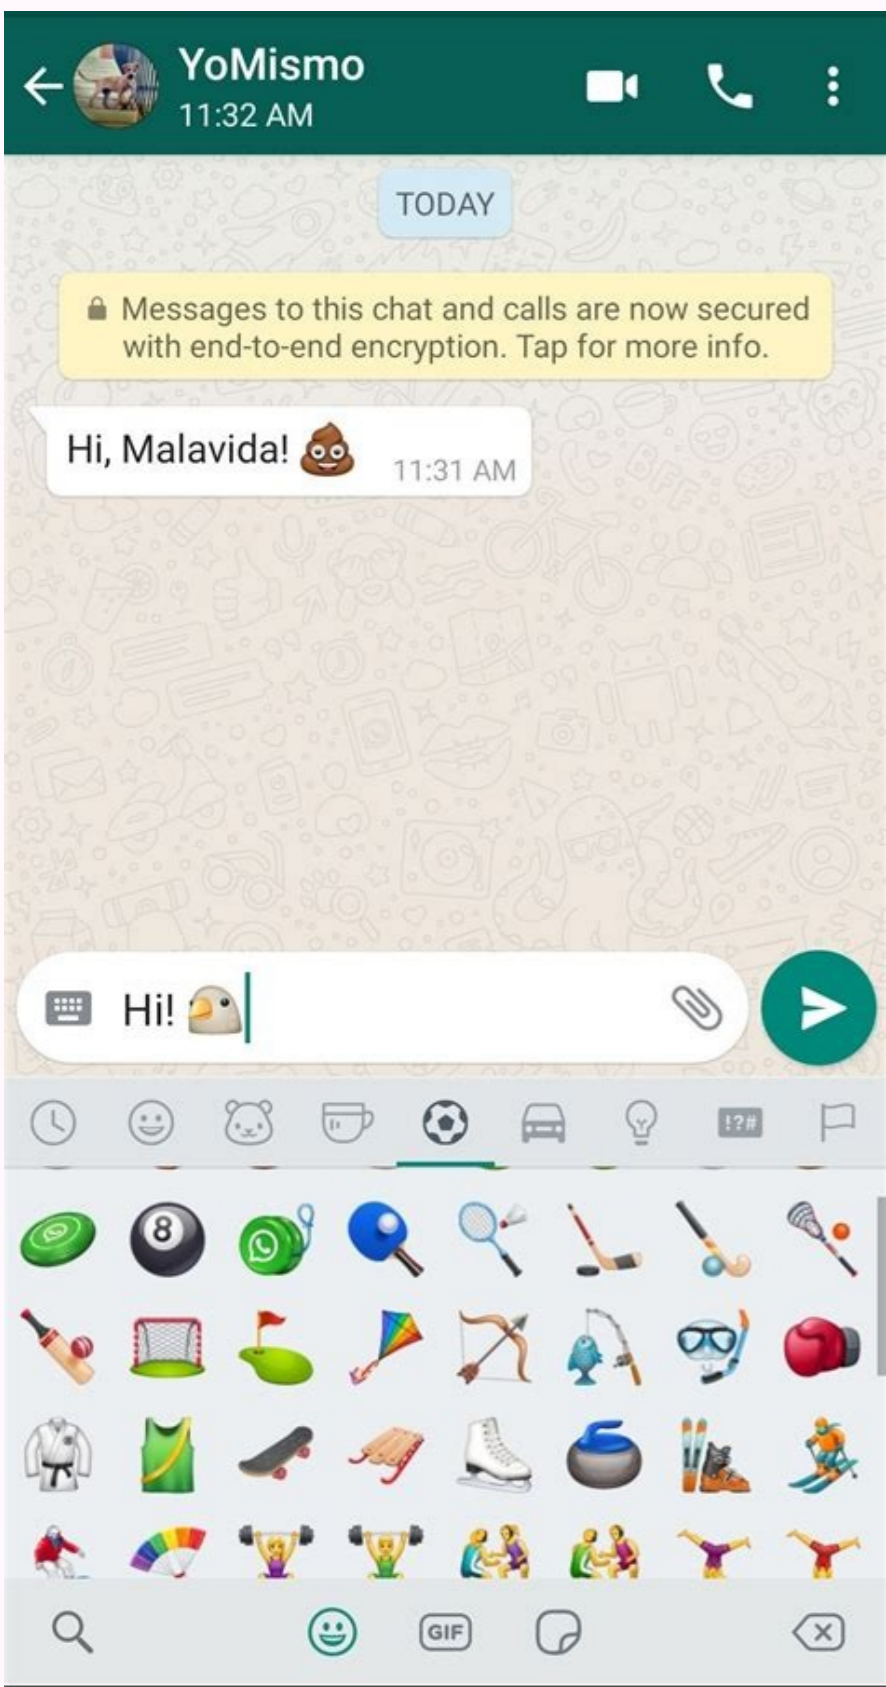 YoMismo
11:32 AM
TODAY
Messages to this chat and calls are now secured
with end-to-end encryption. Tap for more info.
Hi, Malavida! 💩 11:31 AM
Hi!
!?#
8
GIF